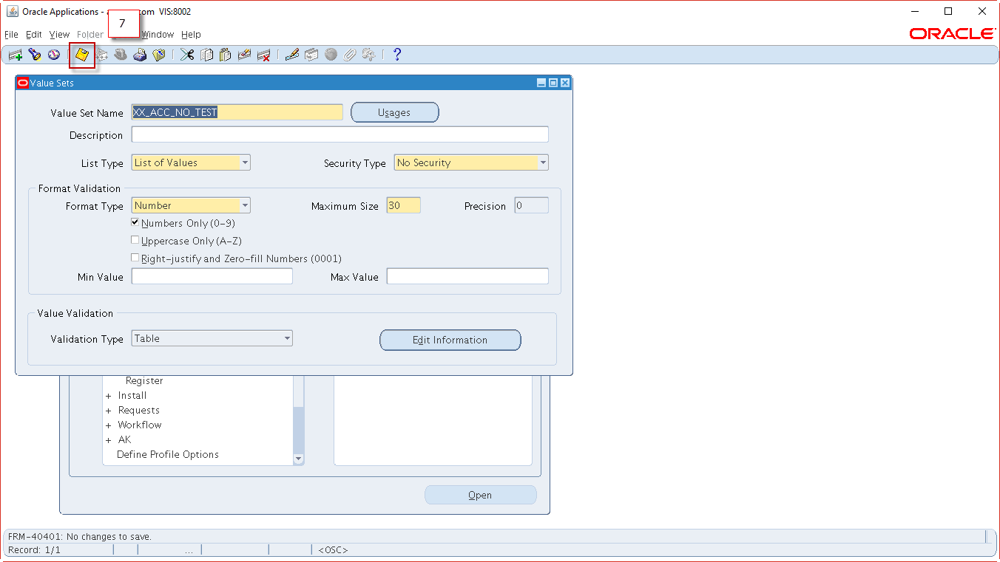 Oracle Applications - a com VIS:8002
7
File Edit View Folder Window Help
ORACLE
?
Value Sets
Value Set Name XX_ACC_NO_TEST Usages
Description
List Type List of Values Security Type No Security
Format Validation
Format Type Number Maximum Size 30 Precision 0
Numbers Only (0-9)
Uppercase Only (A-Z)
Right-justify and Zero-fill Numbers (0001)
Min Value Max Value
Value Validation
Validation Type Table Edit Information
Register
+ Install
+ Requests
+ Workflow
+ AK
Define Profile Options
Open
FRM-40401: No changes to save.
Record: 1/1 ... <OSC>